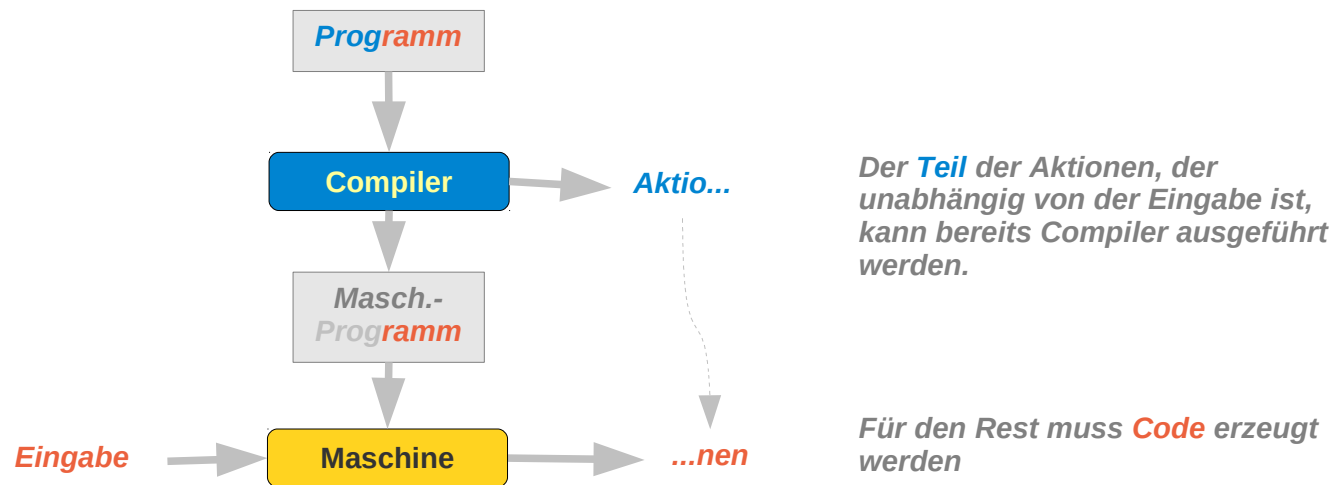 Programm
Compiler
Aktio...
Der Teil der Aktionen, der
unabhängig von der Eingabe ist,
kann bereits Compiler ausgeführt
werden.
Masch.-
Programm
Eingabe
Maschine
...nen
Für den Rest muss Code erzeugt
werden